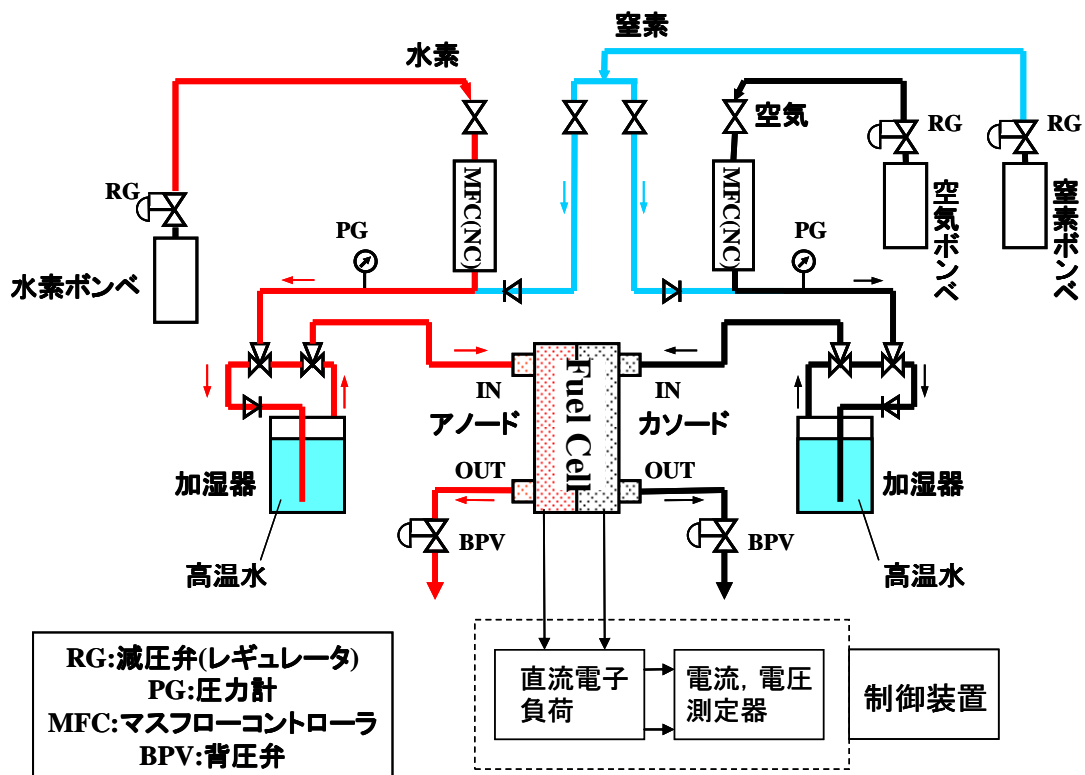 水素
窒素
空気
RG
RG
RG
MFC(NC)
MFC(NC)
PG
PG
水素ボンベ
空気ボンベ
窒素ボンベ
Fuel Cell
IN
IN
アノード
カソード
OUT
OUT
加湿器
加湿器
BPV
BPV
高温水
高温水
RG:減圧弁(レギュレータ)
PG:圧力計
MFC:マスフローコントローラ
BPV:背圧弁
直流電子
負荷
電流，電圧
測定器
制御装置